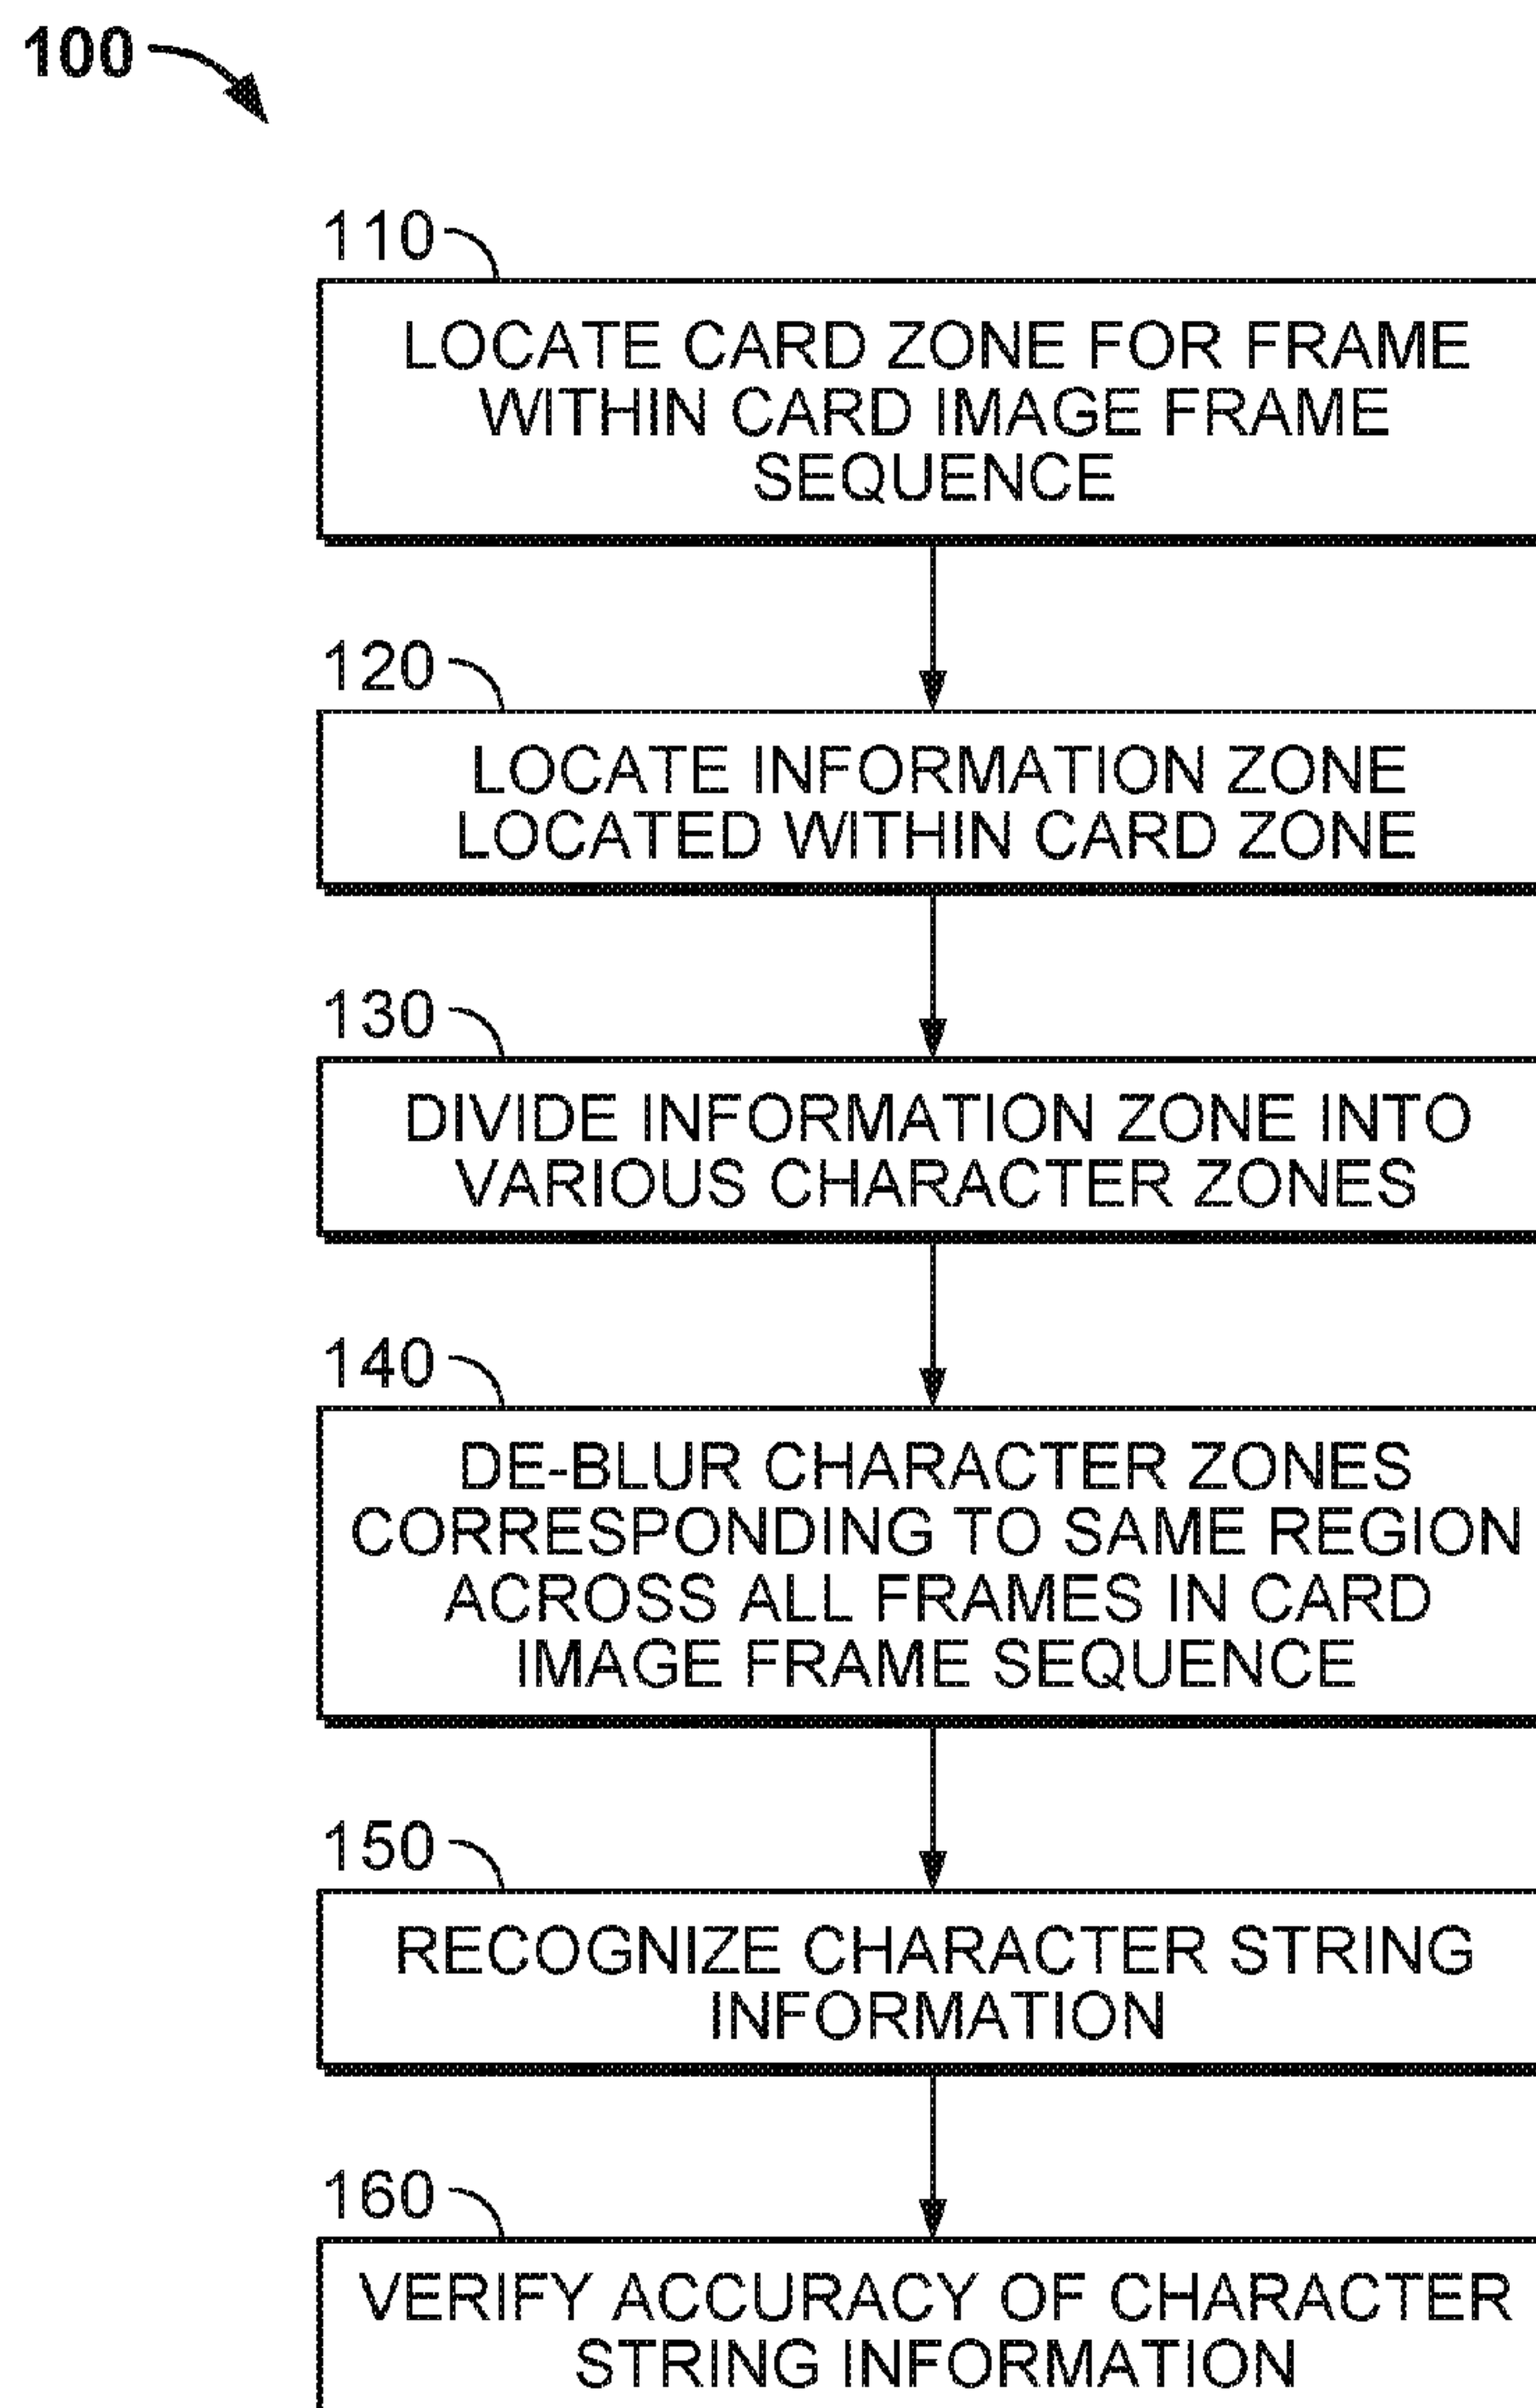 100
110
LOCATE CARD ZONE FOR FRAME
WITHIN CARD IMAGE FRAME
SEQUENCE
120
LOCATE INFORMATION ZONE
LOCATED WITHIN CARD ZONE
130
DIVIDE INFORMATION ZONE INTO
VARIOUS CHARACTER ZONES
140
DE-BLUR CHARACTER ZONES
CORRESPONDING TO SAME REGION
ACROSS ALL FRAMES IN CARD
IMAGE FRAME SEQUENCE
150
RECOGNIZE CHARACTER STRING
INFORMATION
160
VERIFY ACCURACY OF CHARACTER
STRING INFORMATION